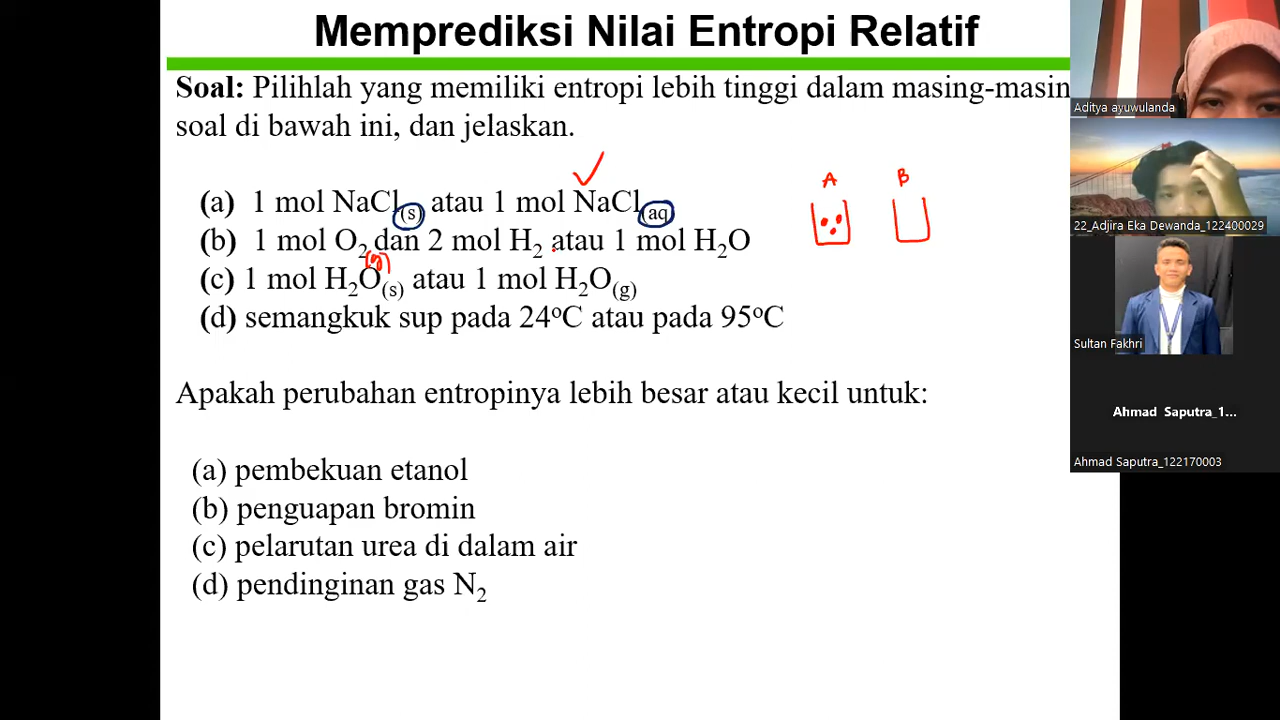 Memprediksi Nilai Entropi Relatif
Soal: Pilihlah yang memiliki entropi lebih tinggi dalam masing-masin
soal di bawah ini, dan jelaskan.
(a) 1 mol NaCl(s) atau 1 mol NaCl(aq
(b) 1 mol O2 dan 2 mol H2 atau 1 mol H2O
(g)
(c) 1 mol H2O(s) atau 1 mol H2O(g)
(d) semangkuk sup pada 24°C atau pada 95°C
A B
Apakah perubahan entropinya lebih besar atau kecil untuk:
(a) pembekuan etanol
(b) penguapan bromin
(c) pelarutan urea di dalam air
(d) pendinginan gas N2
Aditya ayuwulanda
22_Adjira Eka Dewanda_122400029
Sultan Fakhri
Ahmad Saputra_1...
Ahmad Saputra_122170003